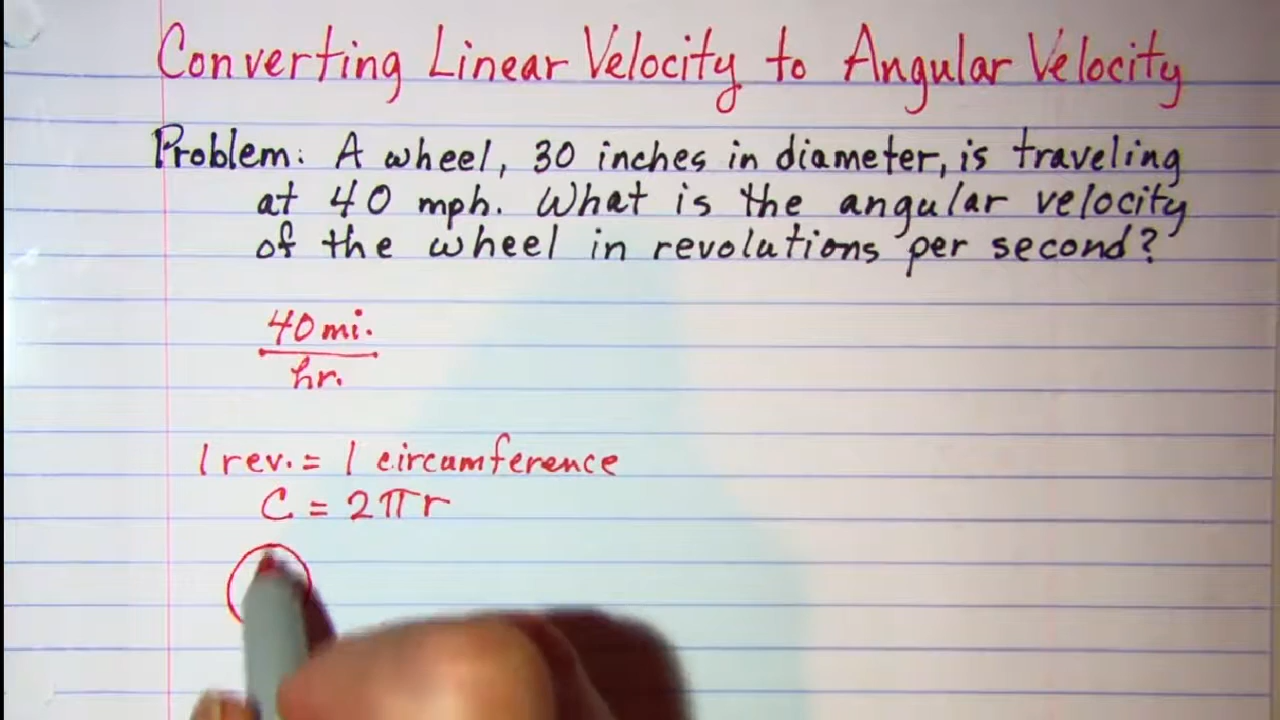 Converting Linear Velocity to Angular Velocity
Problem: A wheel, 30 inches in diameter, is traveling
at 40 mph. What is the angular velocity
of the wheel in revolutions per second?
40 mi.
hr.
1 rev. = 1 circumference
C = 2πr